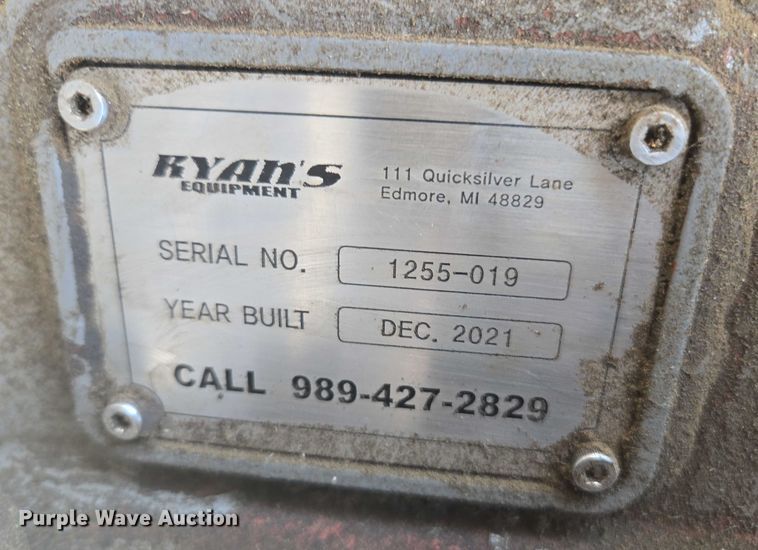 RYAN'S
EQUIPMENT
111 Quicksilver Lane
Edmore, MI 48829
SERIAL NO. 1255-019
YEAR BUILT DEC. 2021
CALL 989-427-2829
Purple Wave Auction